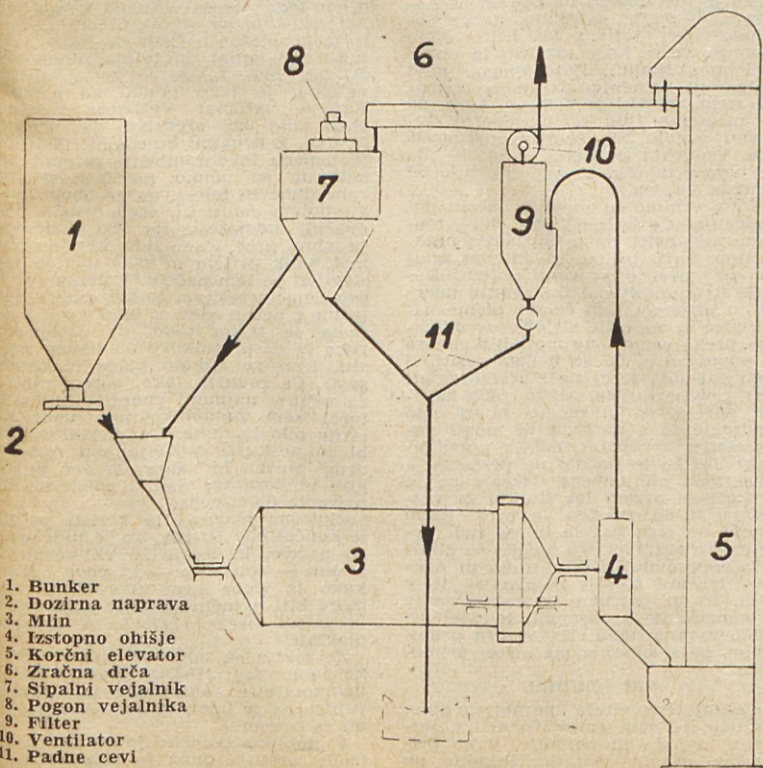 8
6
10
7
9
1
11
2
3
4
5
1. Bunker
2. Dozirna naprava
3. Mlin
4. Izstopno ohišje
5. Korčni elevator
6. Zračna drča
7. Sipalni vejalnik
8. Pogon vejalnika
9. Filter
10. Ventilator
11. Padne cevi